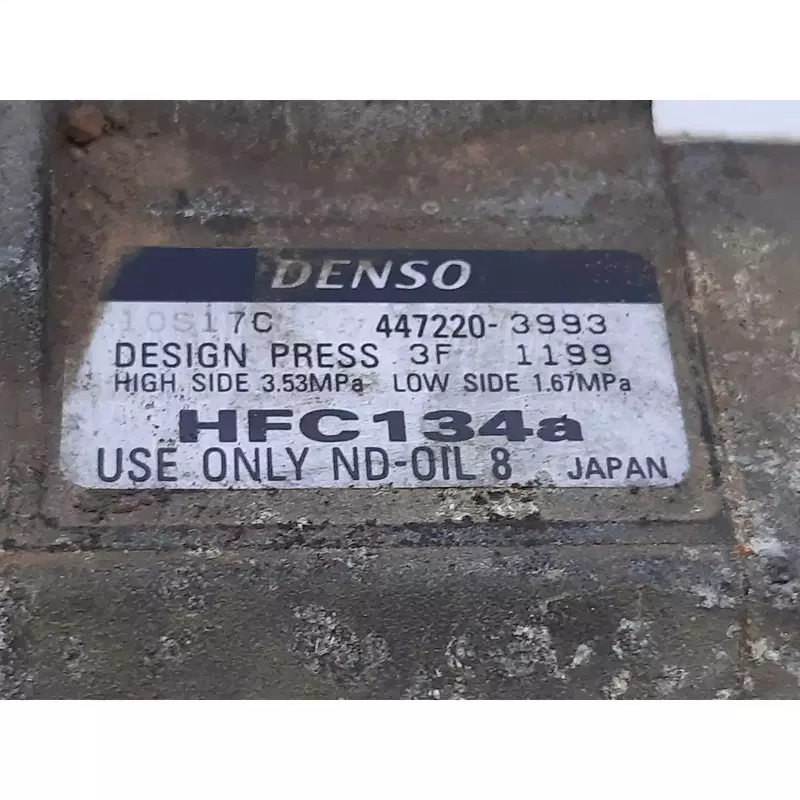 DENSO
10S17C 447220-3993
DESIGN PRESS 3F 1199
HIGH SIDE 3.53MPa LOW SIDE 1.67MPa
HFC134a
USE ONLY ND-OIL 8 JAPAN